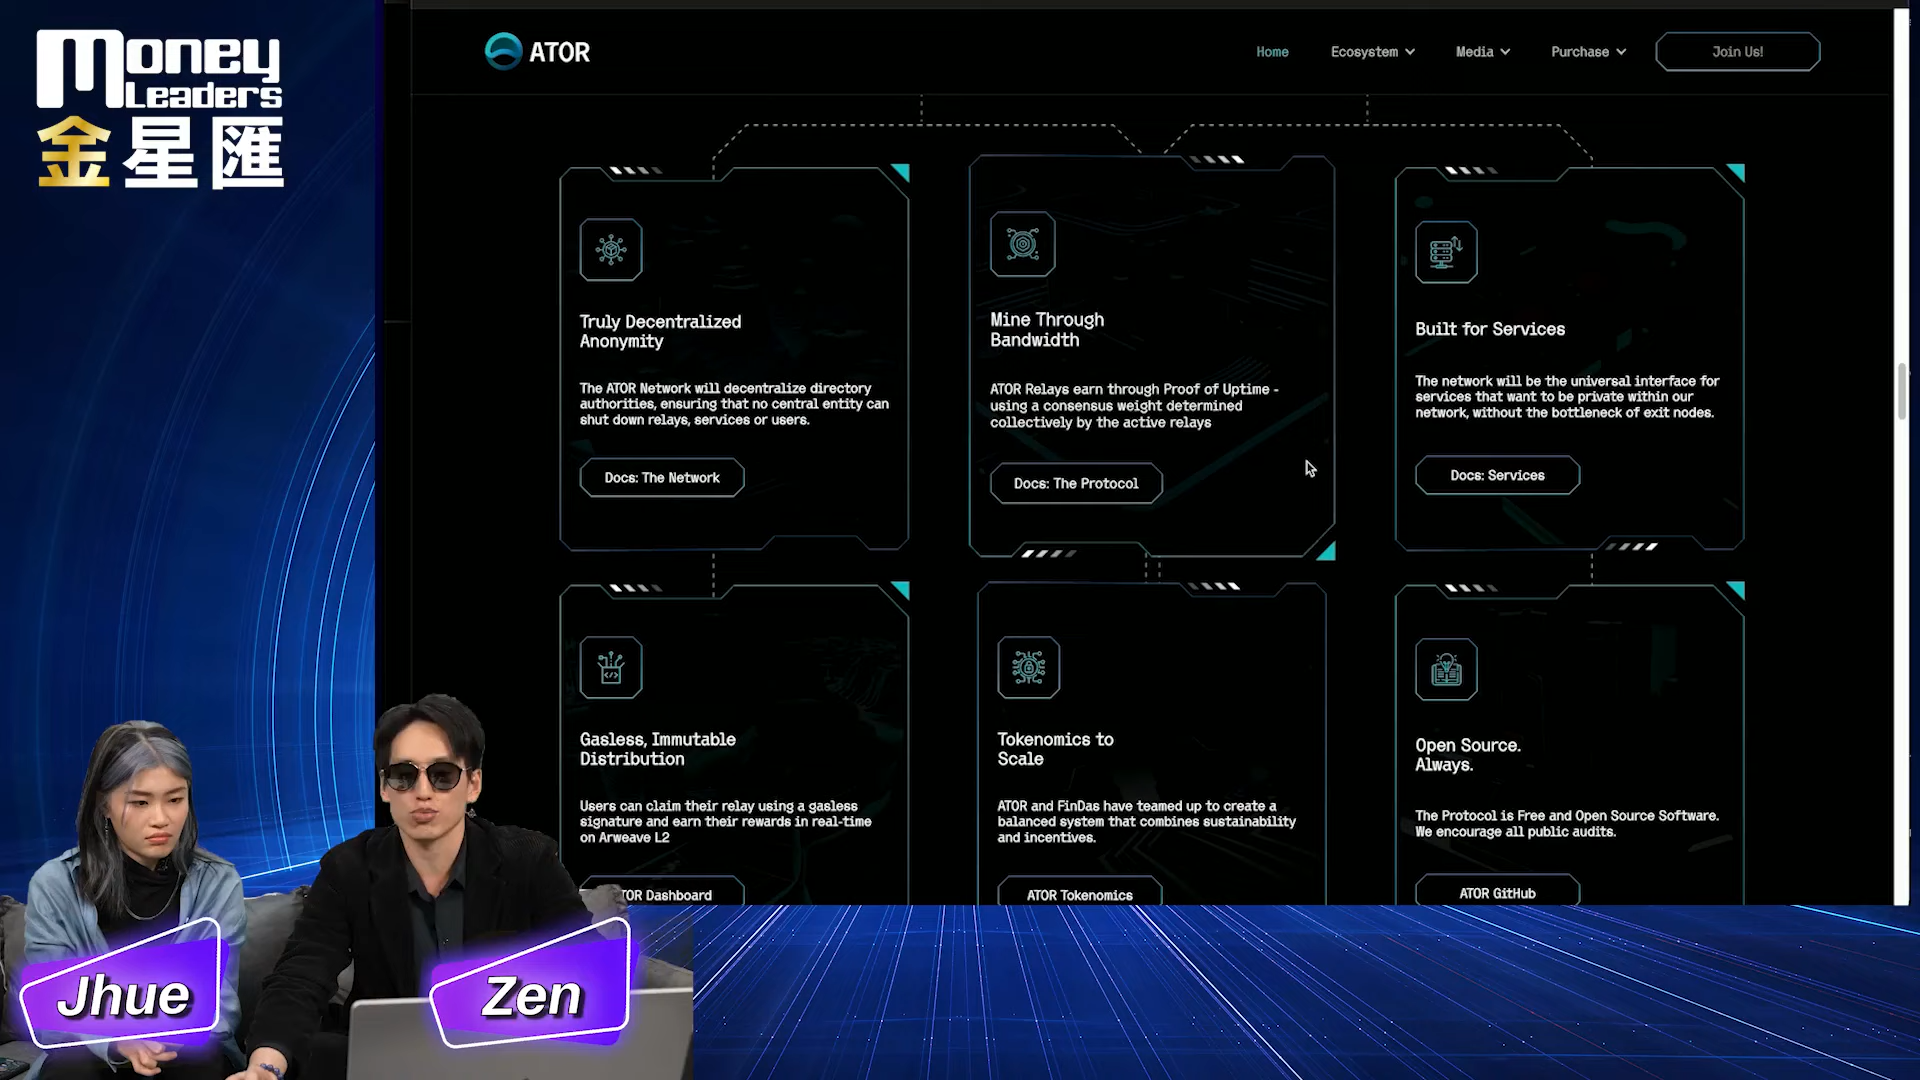 Money
Leaders
金星匯
ATOR
Home
Ecosystem
Media
Purchase
Join Us!
Truly Decentralized
Anonymity
The ATOR Network will decentralize directory
authorities, ensuring that no central entity can
shut down relays, services or users.
Docs: The Network
Mine Through
Bandwidth
ATOR Relays earn through Proof of Uptime -
using a consensus weight determined
collectively by the active relays
Docs: The Protocol
Built for Services
The network will be the universal interface for
services that want to be private within our
network, without the bottleneck of exit nodes.
Docs: Services
Gasless, Immutable
Distribution
Users can claim their relay using a gasless
signature and earn their rewards in real-time
on Arweave L2
TOR Dashboard
Tokenomics to
Scale
ATOR and FinDas have teamed up to create a
balanced system that combines sustainability
and incentives.
ATOR Tokenomics
Open Source.
Always.
The Protocol is Free and Open Source Software.
We encourage all public audits.
ATOR GitHub
Jhue
Zen